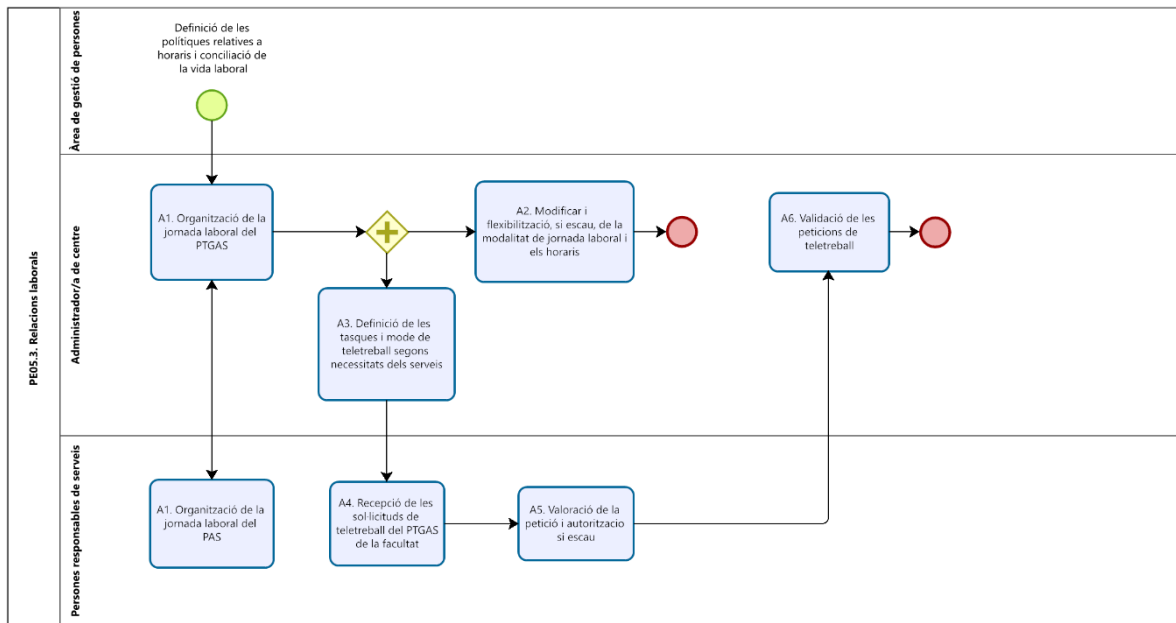 PE05.3. Relacions laborals
Àrea de gestió de persones
Definició de les
polítiques relatives a
horaris i conciliació de
la vida laboral
Administrador/a de centre
A1. Organització de la
jornada laboral del
PTGAS
A2. Modificar i
flexibilització, si escau, de la
modalitat de jornada laboral i
els horaris
A6. Validació de les
peticions de
teletreball
A3. Definició de les
tasques i mode de
teletreball segons
necessitats dels serveis
Persones responsables de serveis
A1. Organització de la
jornada laboral del
PAS
A4. Recepció de les
sol·licituds de
teletreball del PTGAS
de la facultat
A5. Valoració de la
petició i autoritzacio
si escau